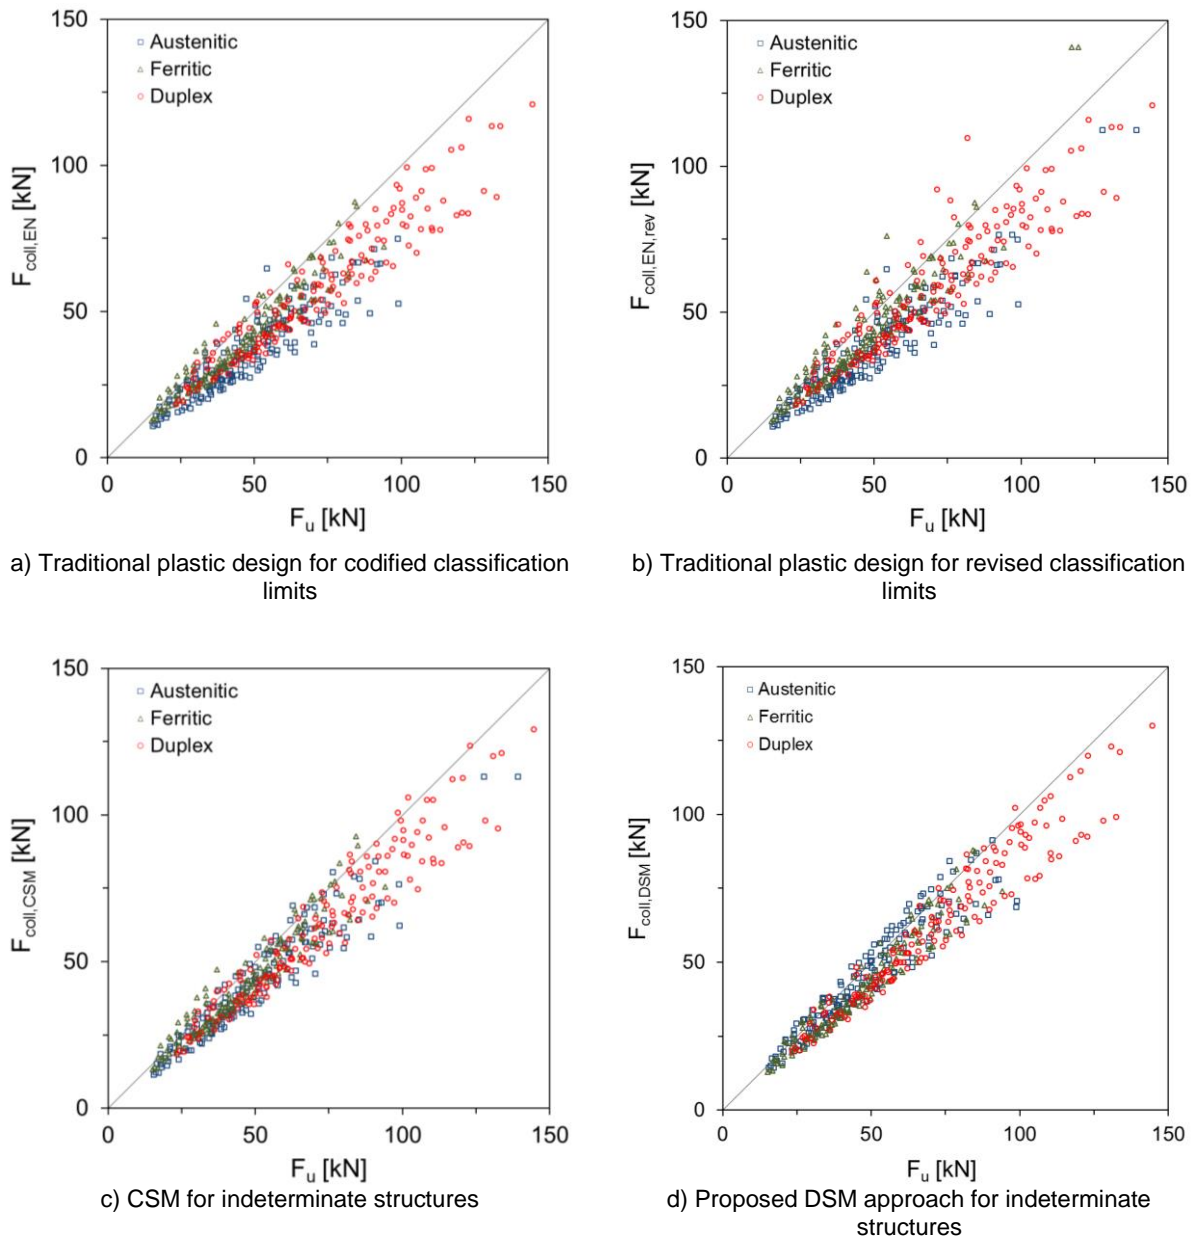 150
Austenitic
Ferritic
Duplex
100
F_coll,EN [kN]
50
0
0
50
100
150
F_u [kN]
a) Traditional plastic design for codified classification
limits
150
Austenitic
Ferritic
Duplex
100
F_coll,EN,rev [kN]
50
0
0
50
100
150
F_u [kN]
b) Traditional plastic design for revised classification
limits
150
Austenitic
Ferritic
Duplex
100
F_coll,CSM [kN]
50
0
0
50
100
150
F_u [kN]
c) CSM for indeterminate structures
150
Austenitic
Ferritic
Duplex
100
F_coll,DSM [kN]
50
0
0
50
100
150
F_u [kN]
d) Proposed DSM approach for indeterminate
structures